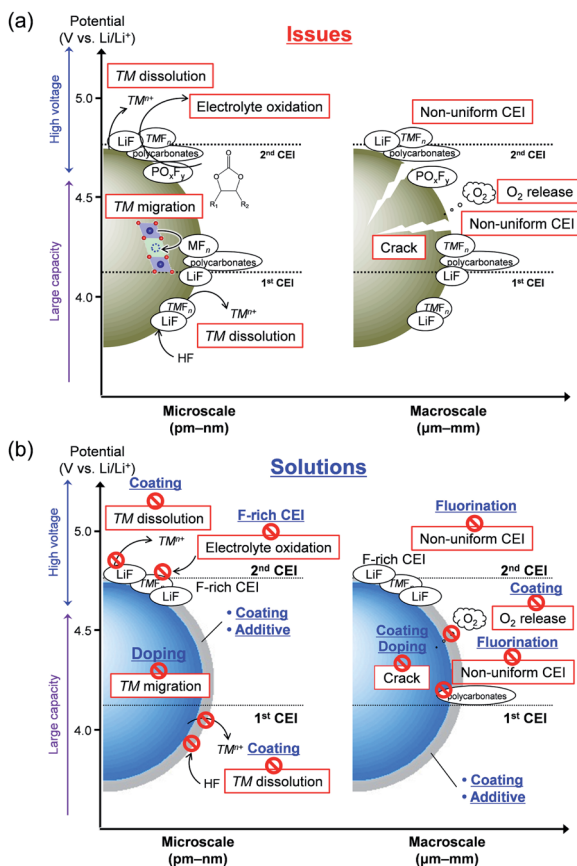 (a)
Potential
(V vs. Li/Li⁺)
Issues
High voltage
Large capacity
5.0
4.5
4.0
TM dissolution
TMⁿ⁺
Electrolyte oxidation
LiF
TMFₙ
polycarbonates
2nd CEI
POₓFᵧ
O
O
O
R₁
R₂
TM migration
MFₙ
polycarbonates
LiF
1st CEI
TMFₙ
LiF
TMⁿ⁺
TM dissolution
HF
Non-uniform CEI
LiF
TMFₙ
polycarbonates
2nd CEI
POₓFᵧ
O₂
O₂ release
Non-uniform CEI
Crack
TMFₙ
polycarbonates
LiF
1st CEI
TMFₙ
LiF
Microscale
(pm–nm)
Macroscale
(μm–mm)
(b)
Potential
(V vs. Li/Li⁺)
Solutions
High voltage
Large capacity
5.0
4.5
4.0
Coating
TM dissolution
TMⁿ⁺
F-rich CEI
Electrolyte oxidation
2nd CEI
LiF
TMFₙ
LiF
F-rich CEI
• Coating
• Additive
Doping
TM migration
1st CEI
TMⁿ⁺
Coating
HF
TM dissolution
Fluorination
Non-uniform CEI
F-rich CEI
2nd CEI
LiF
TMFₙ
LiF
Coating
O₂
O₂ release
Coating
Doping
Crack
Fluorination
Non-uniform CEI
polycarbonates
1st CEI
• Coating
• Additive
Microscale
(pm–nm)
Macroscale
(μm–mm)